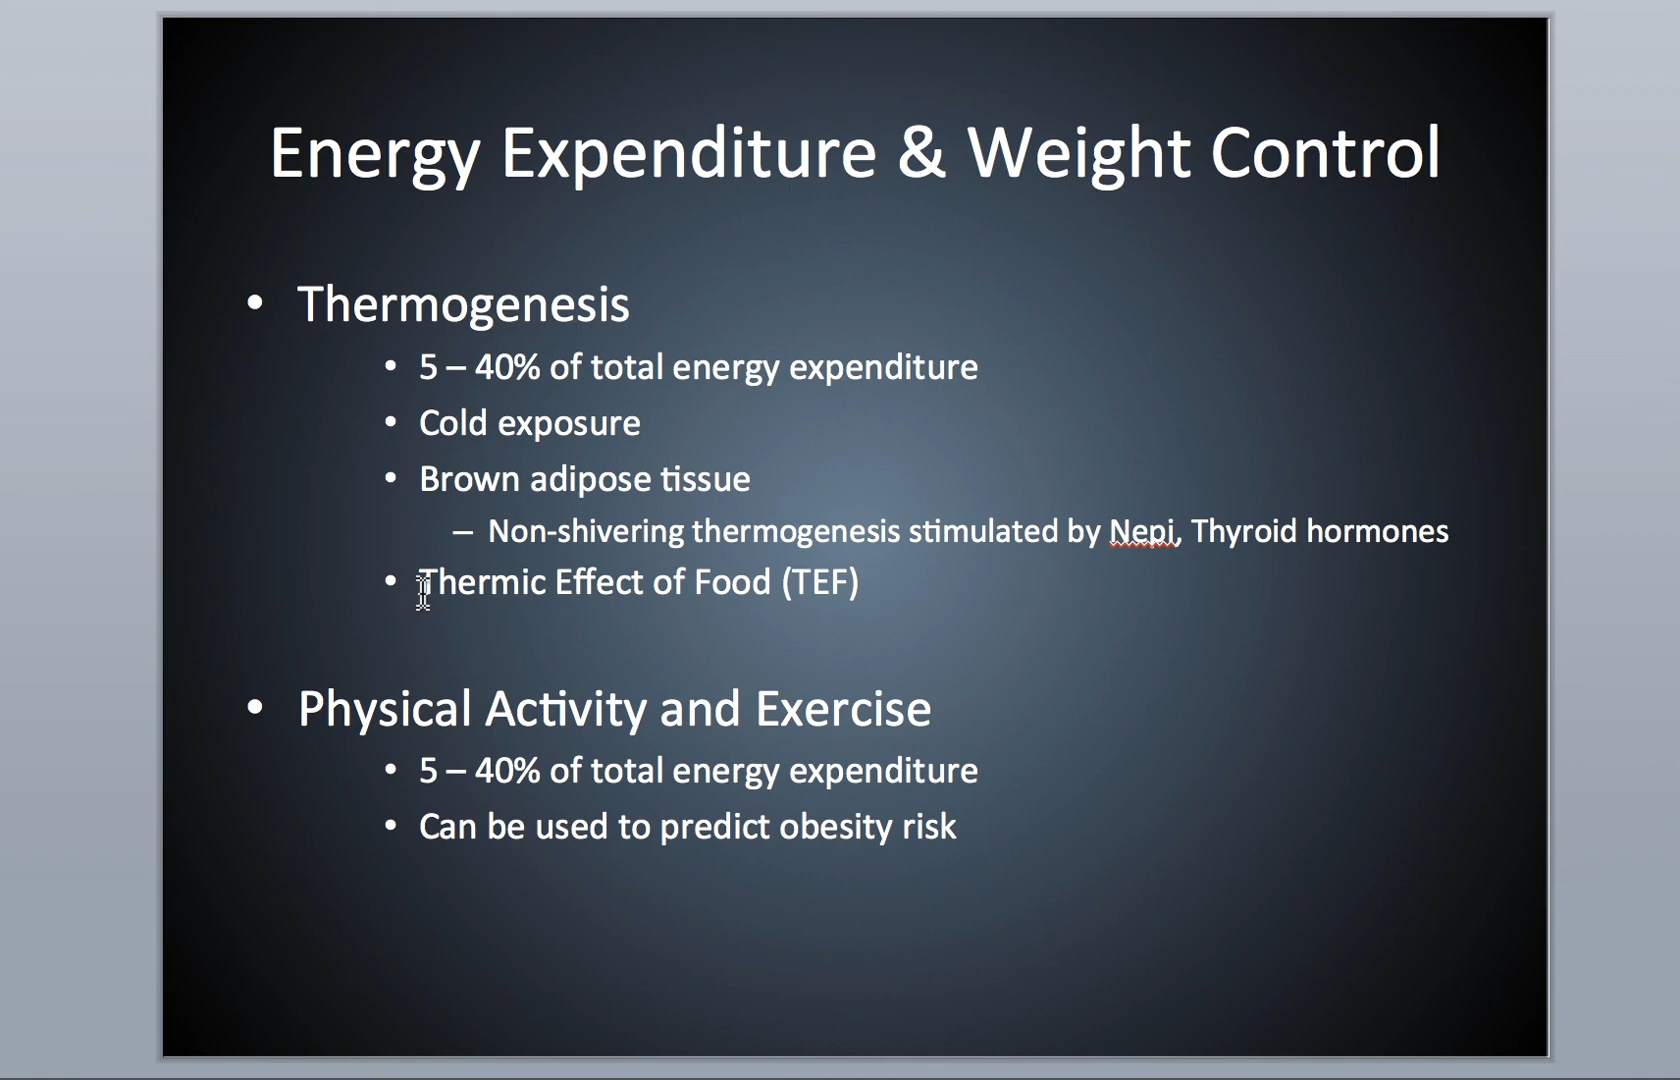 Energy Expenditure & Weight Control
• Thermogenesis
• 5 – 40% of total energy expenditure
• Cold exposure
• Brown adipose tissue
– Non-shivering thermogenesis stimulated by Nepi, Thyroid hormones
• Thermic Effect of Food (TEF)
• Physical Activity and Exercise
• 5 – 40% of total energy expenditure
• Can be used to predict obesity risk